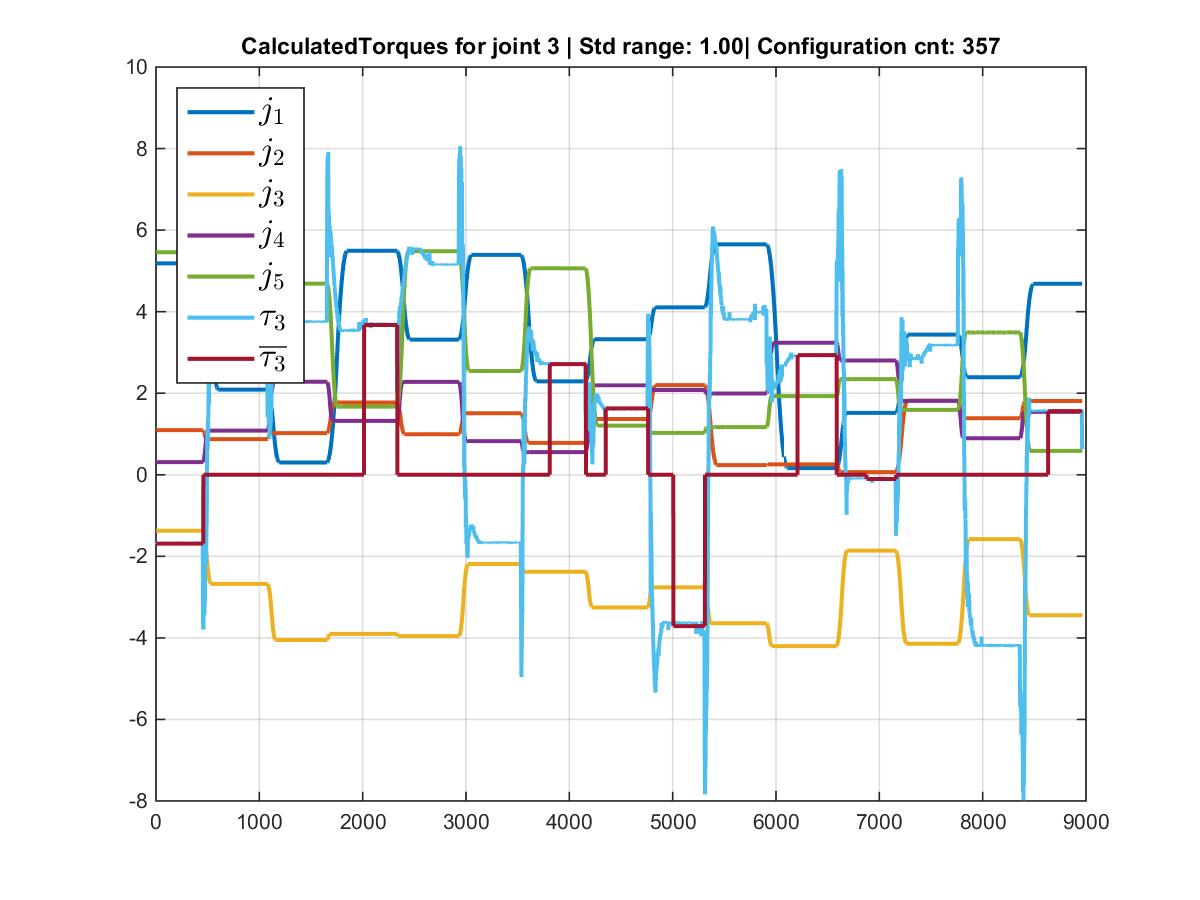 CalculatedTorques for joint 3 | Std range: 1.00| Configuration cnt: 357
10
8
6
4
2
0
-2
-4
-6
-8
j₁
j₂
j₃
j₄
j₅
τ₃
τ̅₃
0 1000 2000 3000 4000 5000 6000 7000 8000 9000